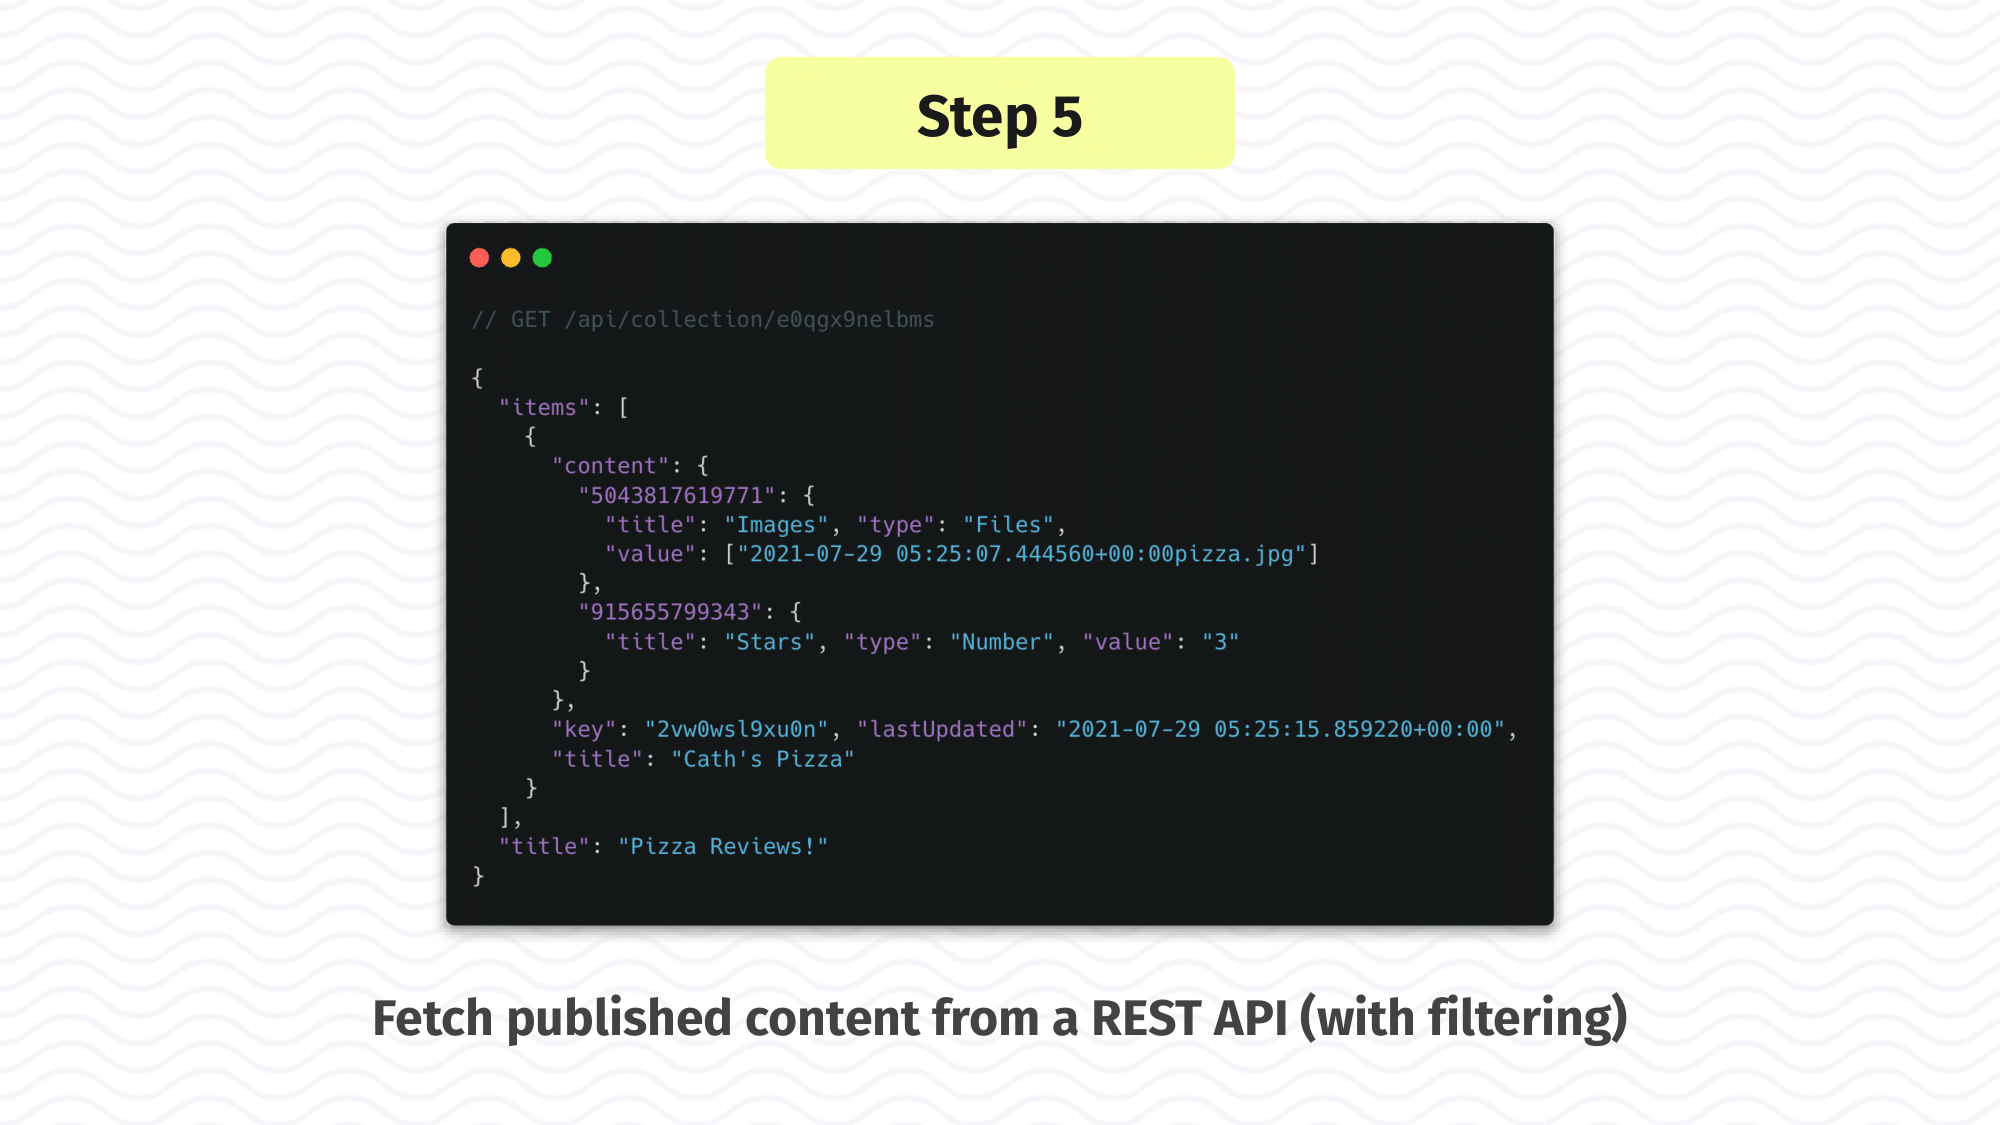 Step 5
// GET /api/collection/e0qgx9nelbms
{
  "items": [
    {
      "content": {
        "5043817619771": {
          "title": "Images", "type": "Files",
          "value": ["2021-07-29 05:25:07.444560+00:00pizza.jpg"]
        },
        "915655799343": {
          "title": "Stars", "type": "Number", "value": "3"
        }
      },
      "key": "2vw0wsl9xu0n", "lastUpdated": "2021-07-29 05:25:15.859220+00:00",
      "title": "Cath's Pizza"
    }
  ],
  "title": "Pizza Reviews!"
}
Fetch published content from a REST API (with filtering)